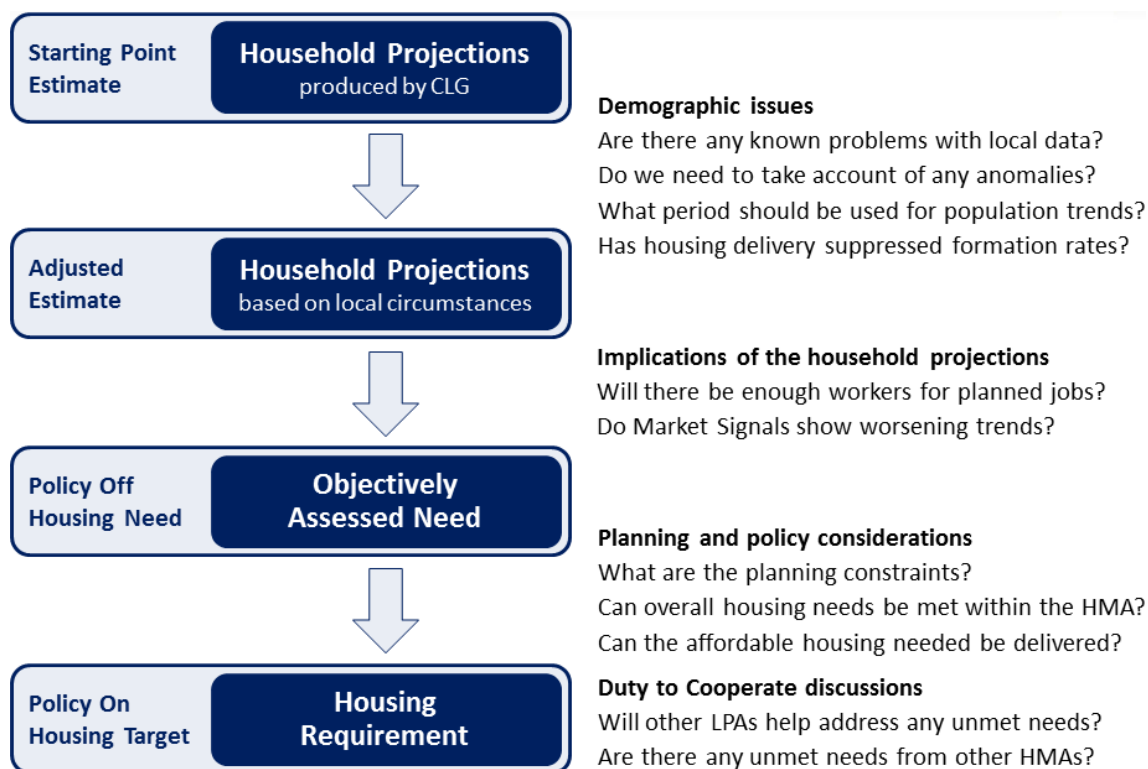 Starting Point
Estimate
Household Projections
produced by CLG
Demographic issues
Are there any known problems with local data?
Do we need to take account of any anomalies?
What period should be used for population trends?
Has housing delivery suppressed formation rates?
Adjusted
Estimate
Household Projections
based on local circumstances
Implications of the household projections
Will there be enough workers for planned jobs?
Do Market Signals show worsening trends?
Policy Off
Housing Need
Objectively
Assessed Need
Planning and policy considerations
What are the planning constraints?
Can overall housing needs be met within the HMA?
Can the affordable housing needed be delivered?
Policy On
Housing Target
Housing
Requirement
Duty to Cooperate discussions
Will other LPAs help address any unmet needs?
Are there any unmet needs from other HMAs?